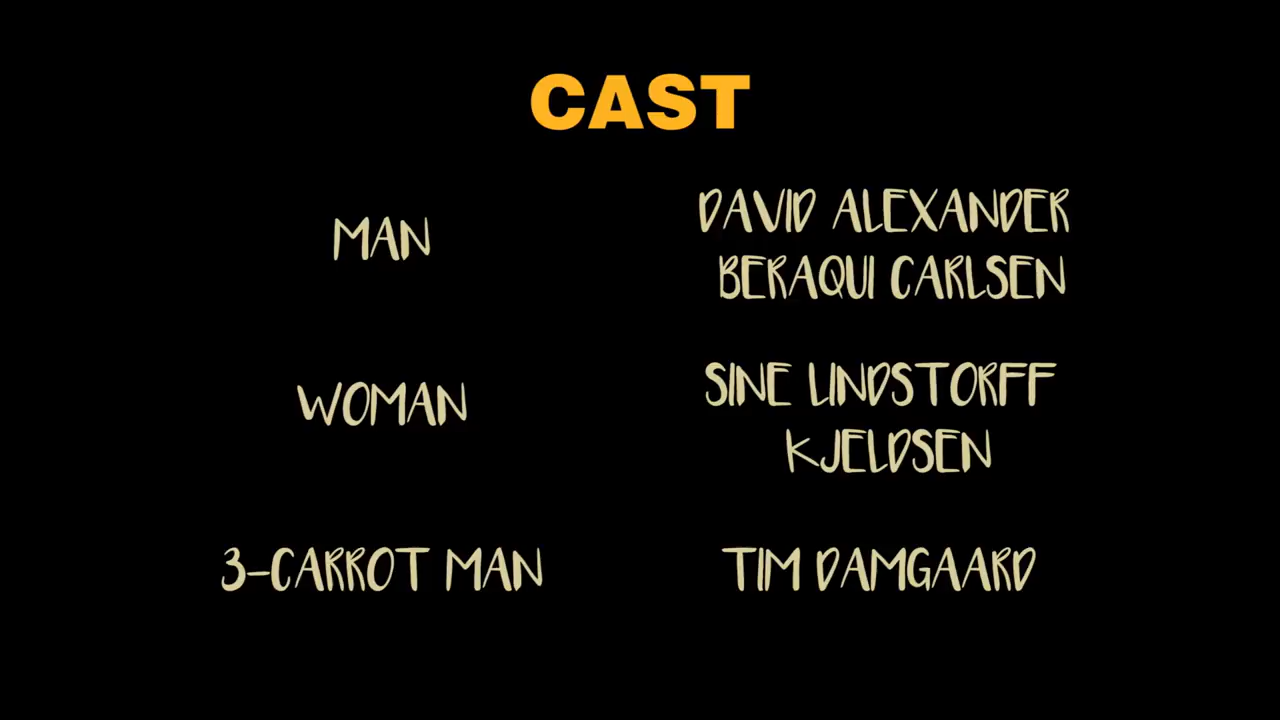 CAST
MAN
DAVID ALEXANDER
BERAQUI CARLSEN
WOMAN
SINE LINDSTORFF
KJELDSEN
3-CARROT MAN
TIM DAMGAARD